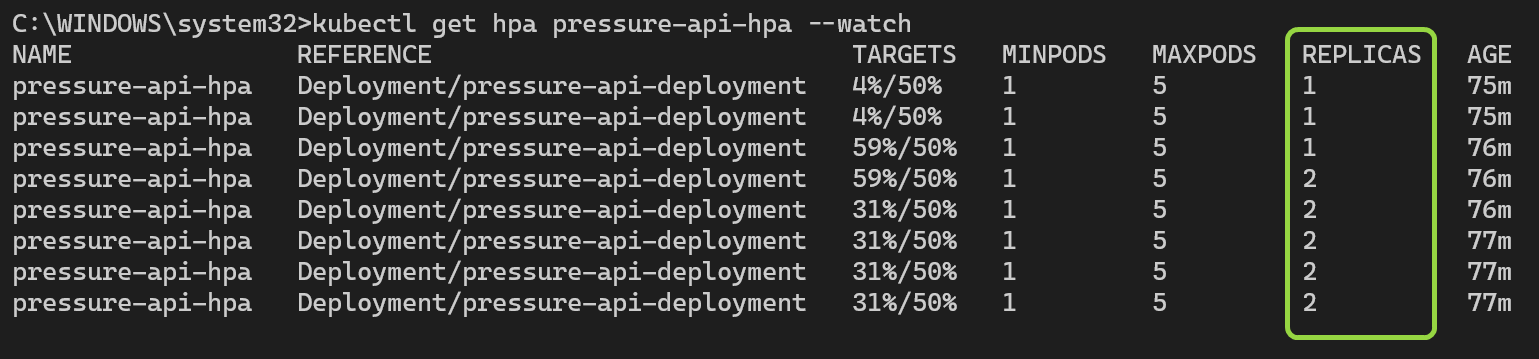 C:\WINDOWS\system32>kubectl get hpa pressure-api-hpa --watch
NAME REFERENCE TARGETS MINPODS MAXPODS REPLICAS AGE
pressure-api-hpa Deployment/pressure-api-deployment 4%/50% 1 5 1 75m
pressure-api-hpa Deployment/pressure-api-deployment 4%/50% 1 5 1 75m
pressure-api-hpa Deployment/pressure-api-deployment 59%/50% 1 5 1 76m
pressure-api-hpa Deployment/pressure-api-deployment 59%/50% 1 5 2 76m
pressure-api-hpa Deployment/pressure-api-deployment 31%/50% 1 5 2 76m
pressure-api-hpa Deployment/pressure-api-deployment 31%/50% 1 5 2 77m
pressure-api-hpa Deployment/pressure-api-deployment 31%/50% 1 5 2 77m
pressure-api-hpa Deployment/pressure-api-deployment 31%/50% 1 5 2 77m